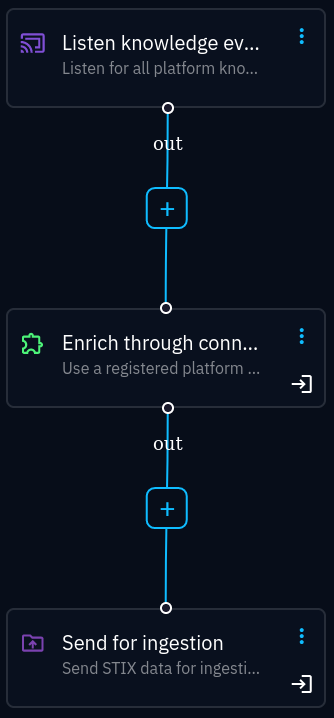 Listen knowledge ev...
Listen for all platform kno...
out
+
Enrich through conn...
Use a registered platform ...
out
+
Send for ingestion
Send STIX data for ingesti...